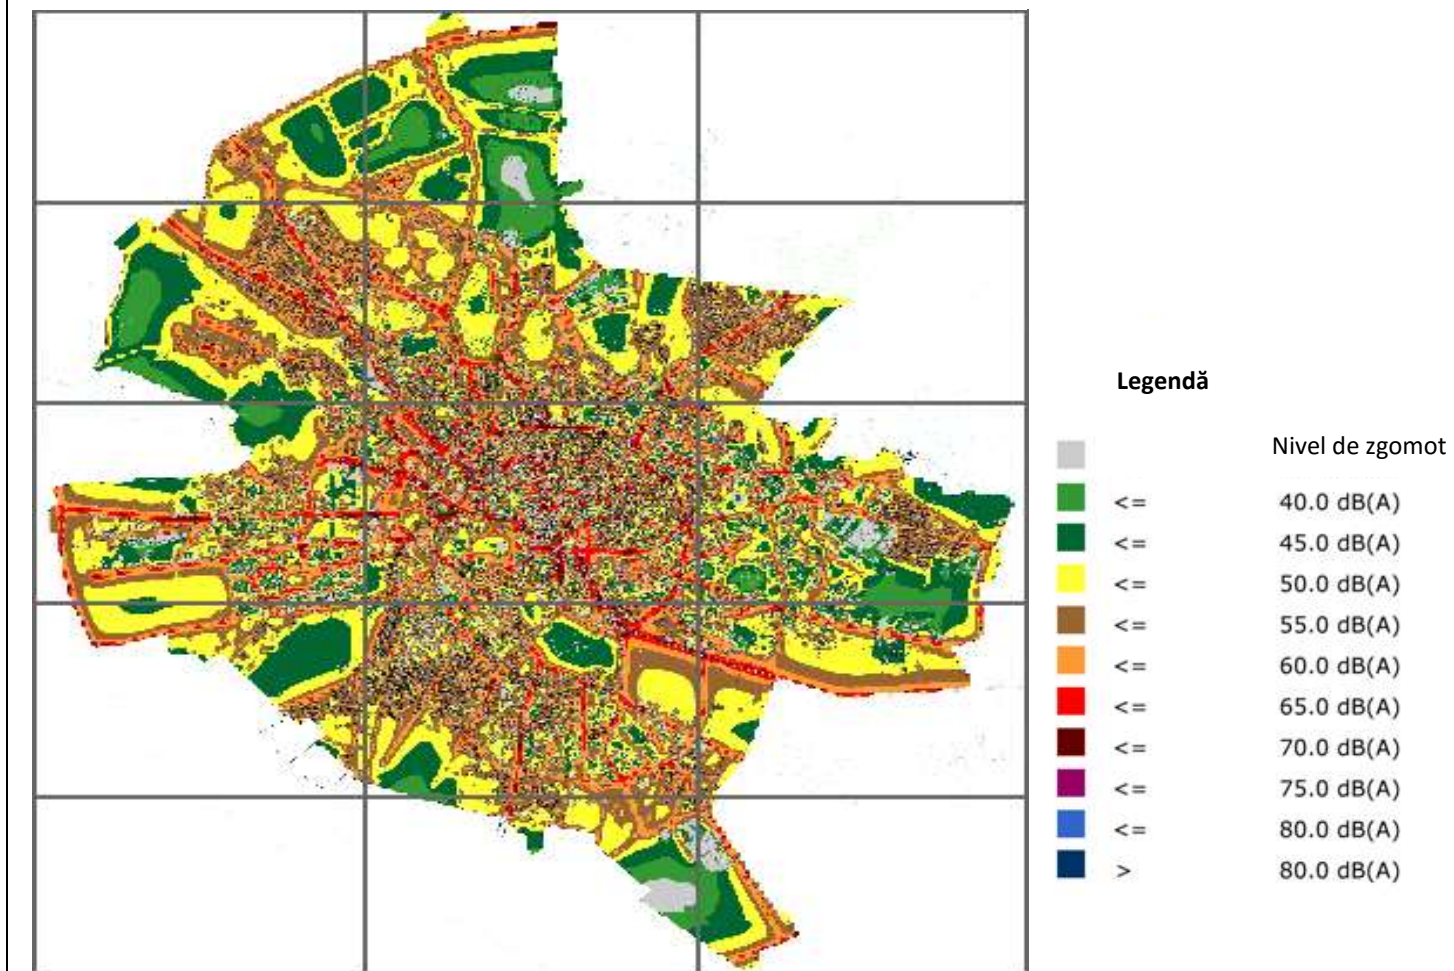 Legendă
Nivel de zgomot
<= 40.0 dB(A)
<= 45.0 dB(A)
<= 50.0 dB(A)
<= 55.0 dB(A)
<= 60.0 dB(A)
<= 65.0 dB(A)
<= 70.0 dB(A)
<= 75.0 dB(A)
<= 80.0 dB(A)
> 80.0 dB(A)